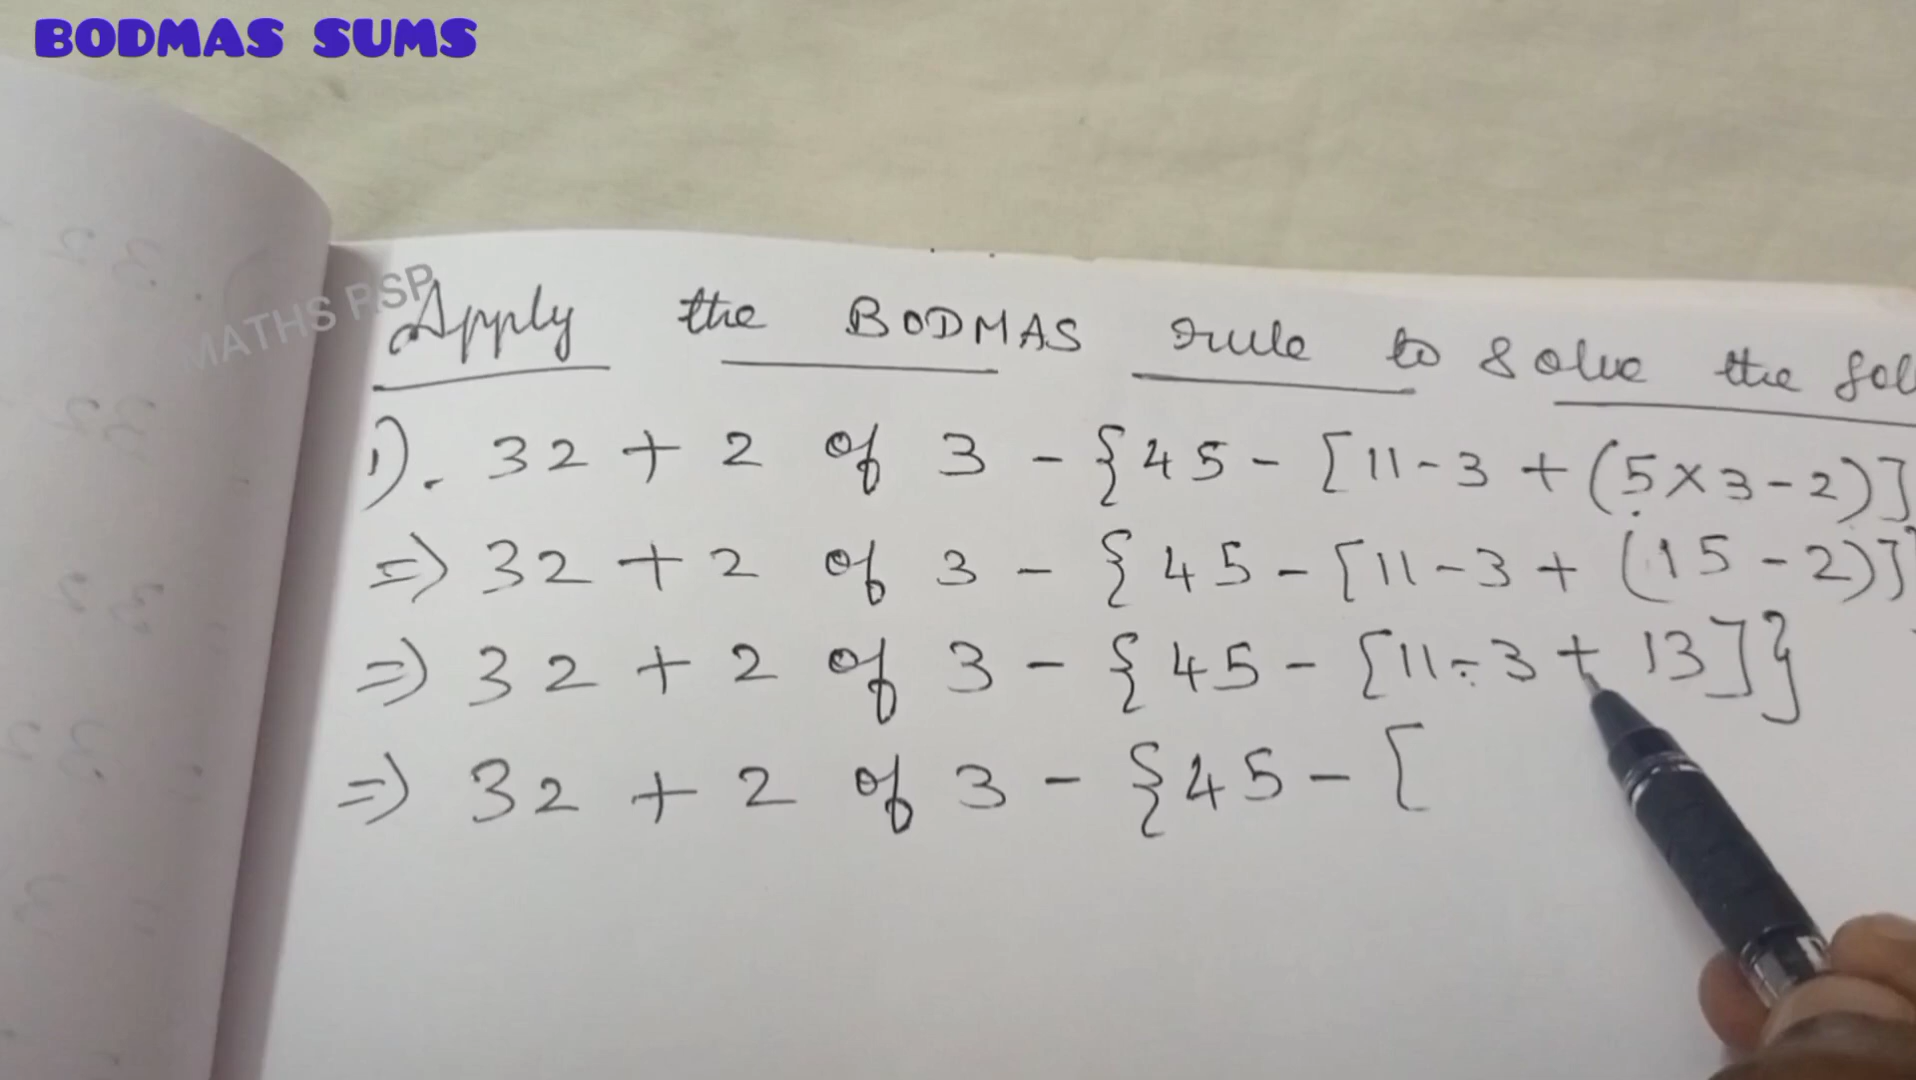 BODMAS SUMS
MATHS RSP
Apply the BODMAS rule to solve the
1). 32 + 2 of 3 - {45 - [11 - 3 + (5 × 3 - 2)]
=> 32 + 2 of 3 - {45 - [11 - 3 + (15 - 2)]
=> 32 + 2 of 3 - {45 - [11 - 3 + 13]}
=> 32 + 2 of 3 - {45 - [